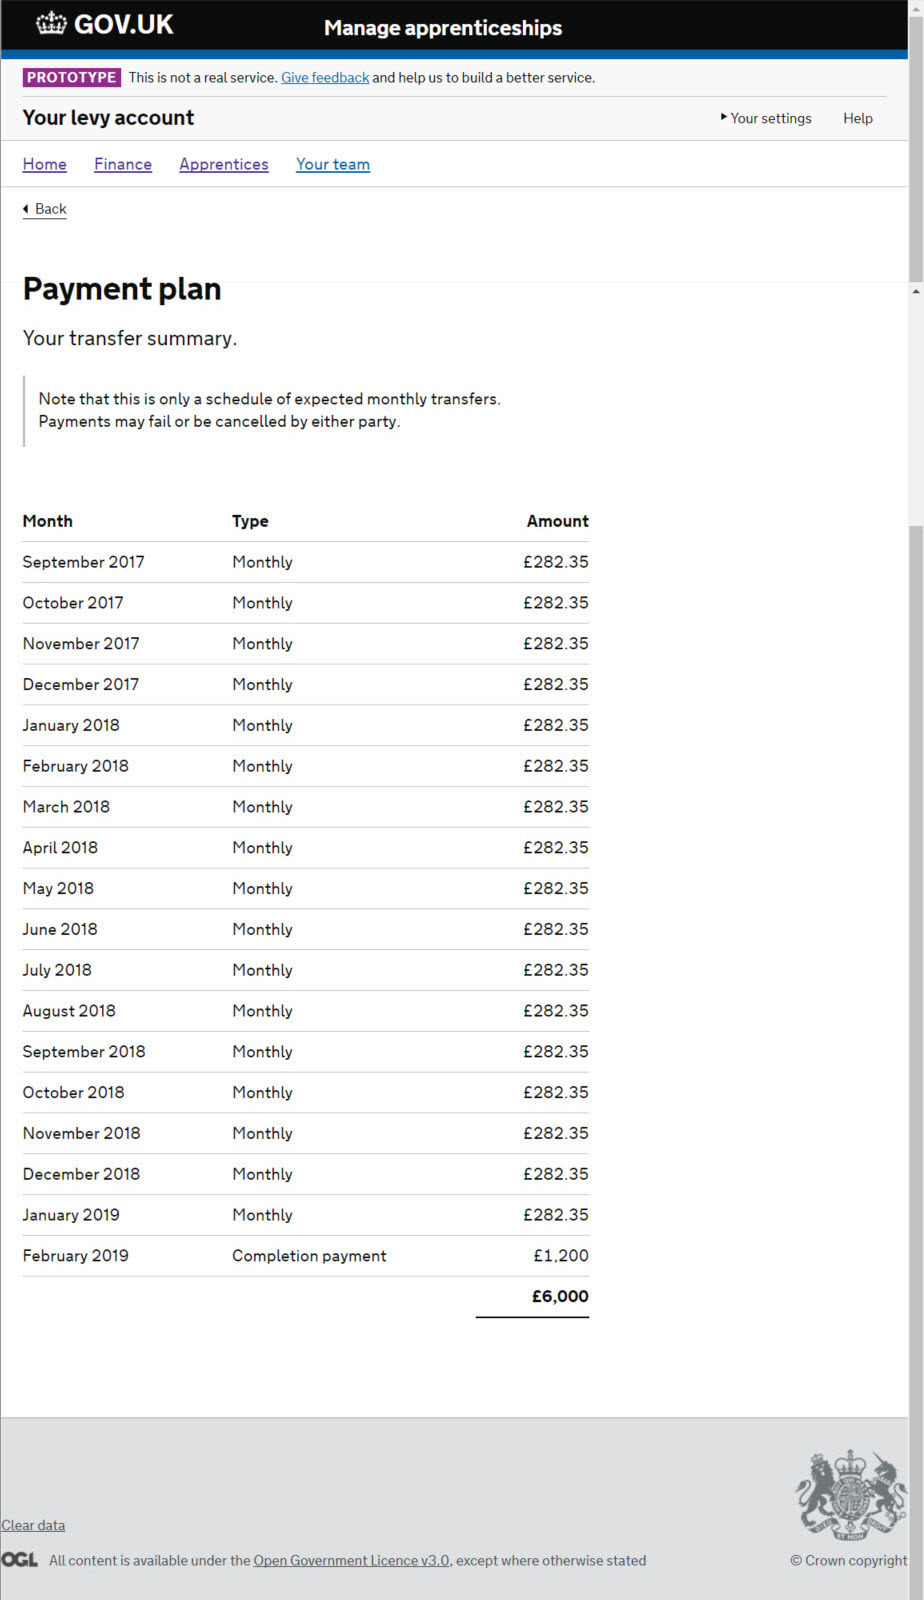 GOV.UK Manage apprenticeships
PROTOTYPE This is not a real service. Give feedback and help us to build a better service.
Your levy account Your settings Help
Home Finance Apprentices Your team
Back
Payment plan
Your transfer summary.
Note that this is only a schedule of expected monthly transfers.
Payments may fail or be cancelled by either party.
Month Type Amount
September 2017 Monthly £282.35
October 2017 Monthly £282.35
November 2017 Monthly £282.35
December 2017 Monthly £282.35
January 2018 Monthly £282.35
February 2018 Monthly £282.35
March 2018 Monthly £282.35
April 2018 Monthly £282.35
May 2018 Monthly £282.35
June 2018 Monthly £282.35
July 2018 Monthly £282.35
August 2018 Monthly £282.35
September 2018 Monthly £282.35
October 2018 Monthly £282.35
November 2018 Monthly £282.35
December 2018 Monthly £282.35
January 2019 Monthly £282.35
February 2019 Completion payment £1,200
£6,000
Clear data
OGL All content is available under the Open Government Licence v3.0, except where otherwise stated © Crown copyright